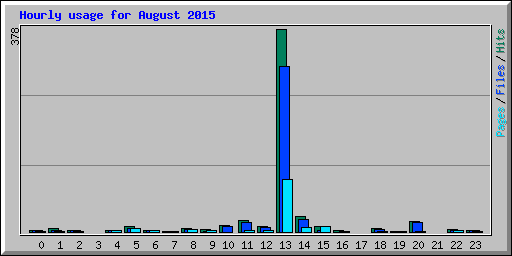 Hourly usage for August 2015
378
Pages/Files/Hits
0 1 2 3 4 5 6 7 8 9 10 11 12 13 14 15 16 17 18 19 20 21 22 23